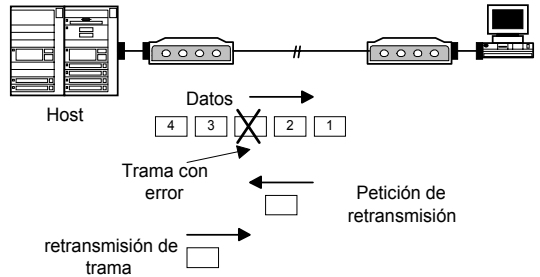 Host
Datos
4 3 2 1
Trama con
error
Petición de
retransmisión
retransmisión de
trama